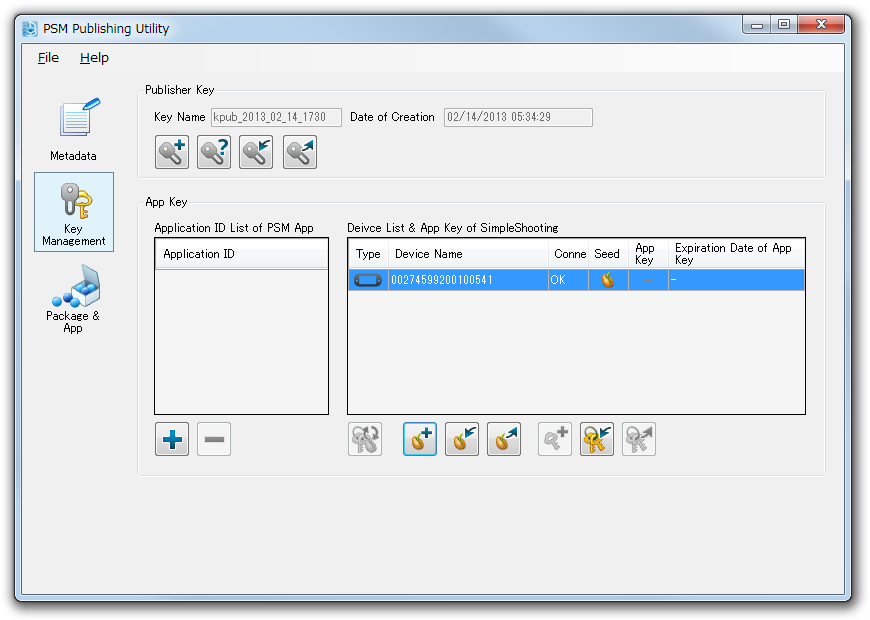 PSM Publishing Utility
File Help
Publisher Key
Key Name kpub_2013_02_14_1730 Date of Creation 02/14/2013 05:34:29
Metadata
Key
Management
Package &
App
App Key
Application ID List of PSM App
Application ID
Deivce List & App Key of SimpleShooting
Type Device Name Conne Seed App Key Expiration Date of App Key
00274599200100541 OK — –